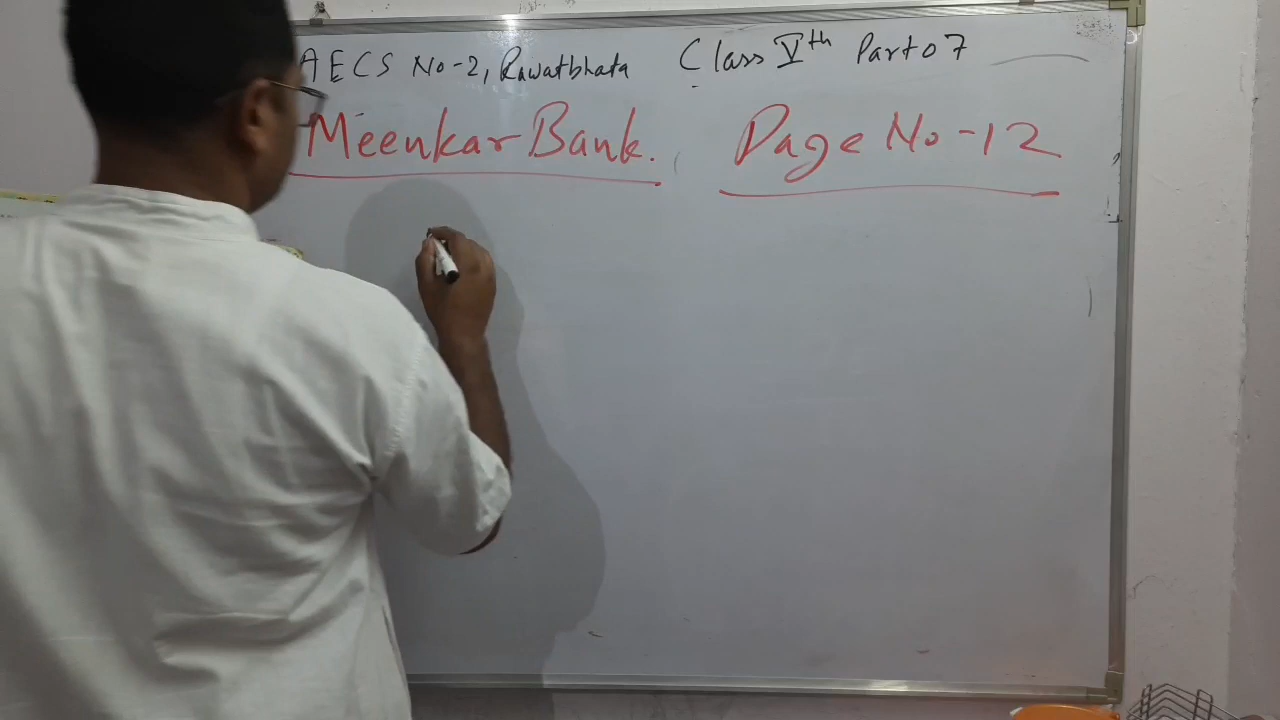 AECS No-2, Rawatbhata Class Vth Part 07
Meenkar Bank. Page No-12